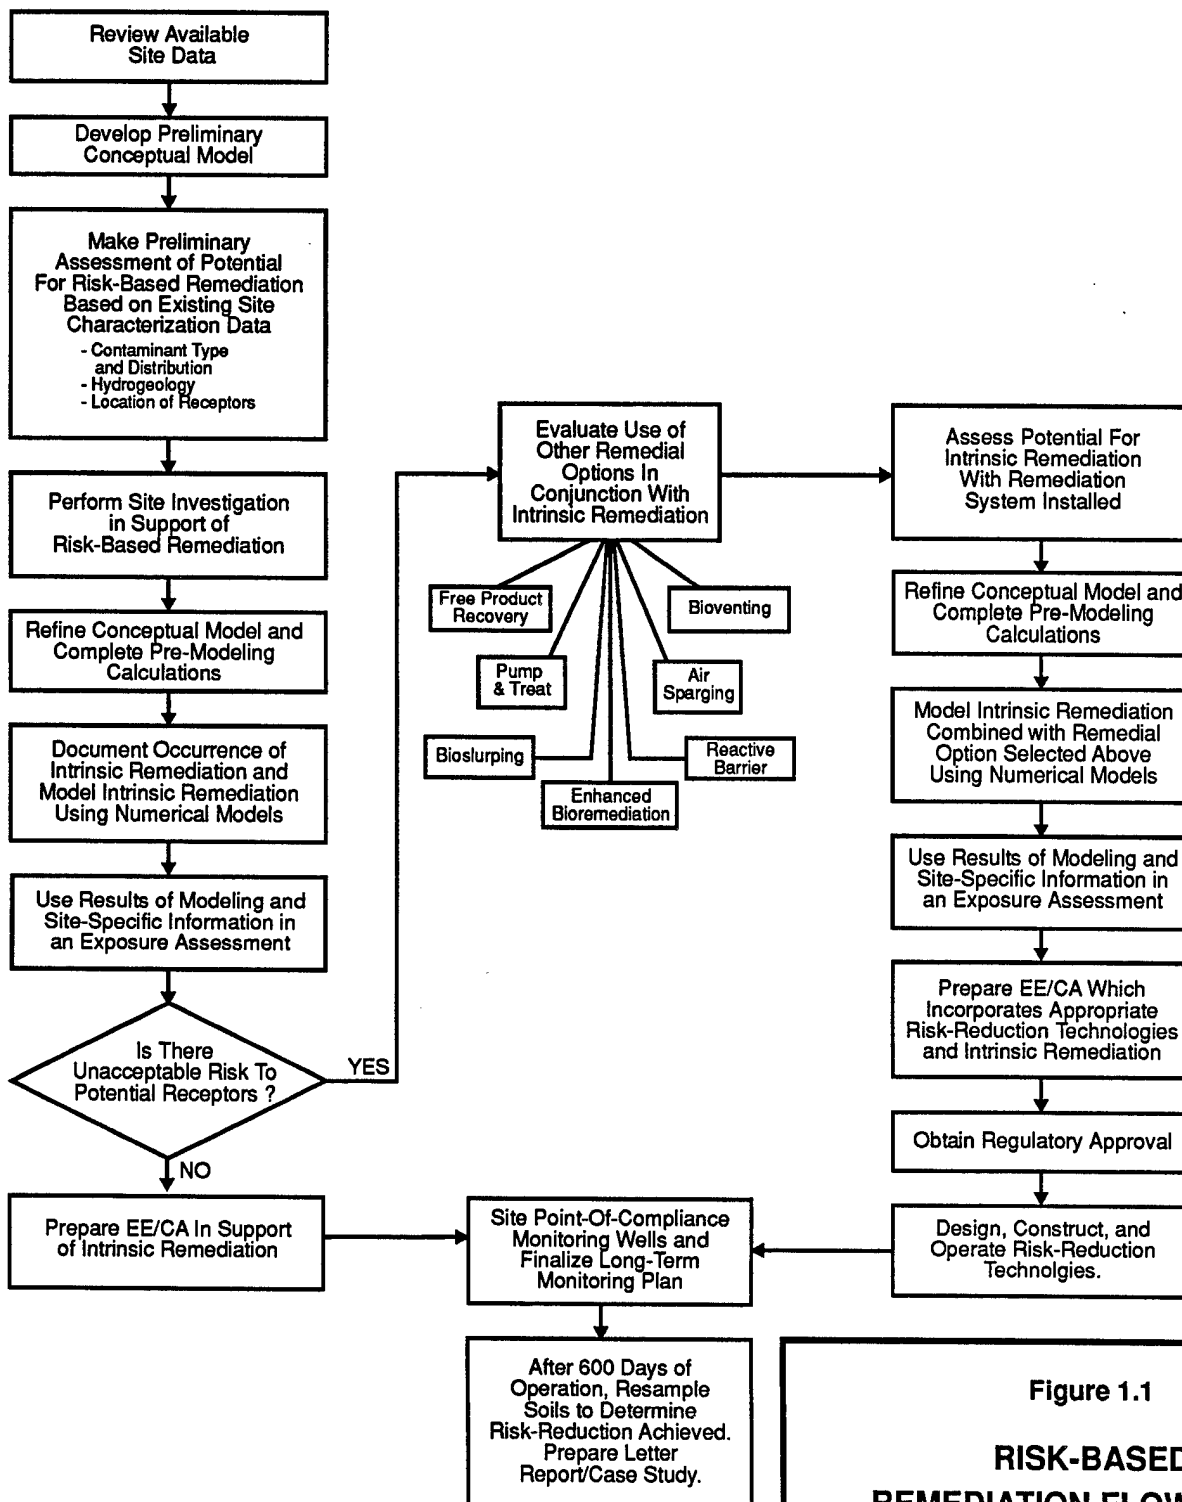 Review Available
Site Data
Develop Preliminary
Conceptual Model
Make Preliminary
Assessment of Potential
For Risk-Based Remediation
Based on Existing Site
Characterization Data
- Contaminant Type
and Distribution
- Hydrogeology
- Location of Receptors
Perform Site Investigation
in Support of
Risk-Based Remediation
Refine Conceptual Model and
Complete Pre-Modeling
Calculations
Document Occurrence of
Intrinsic Remediation and
Model Intrinsic Remediation
Using Numerical Models
Use Results of Modeling and
Site-Specific Information in
an Exposure Assessment
Is There
Unacceptable Risk To
Potential Receptors ?
YES
NO
Prepare EE/CA In Support
of Intrinsic Remediation
Evaluate Use of
Other Remedial
Options In
Conjunction With
Intrinsic Remediation
Free Product
Recovery
Bioventing
Pump
& Treat
Air
Sparging
Bioslurping
Reactive
Barrier
Enhanced
Bioremediation
Assess Potential For
Intrinsic Remediation
With Remediation
System Installed
Refine Conceptual Model and
Complete Pre-Modeling
Calculations
Model Intrinsic Remediation
Combined with Remedial
Option Selected Above
Using Numerical Models
Use Results of Modeling and
Site-Specific Information in
an Exposure Assessment
Prepare EE/CA Which
Incorporates Appropriate
Risk-Reduction Technologies
and Intrinsic Remediation
Obtain Regulatory Approval
Design, Construct, and
Operate Risk-Reduction
Technolgies.
Site Point-Of-Compliance
Monitoring Wells and
Finalize Long-Term
Monitoring Plan
After 600 Days of
Operation, Resample
Soils to Determine
Risk-Reduction Achieved.
Prepare Letter
Report/Case Study.
Figure 1.1
RISK-BASED
REMEDIATION FLOW